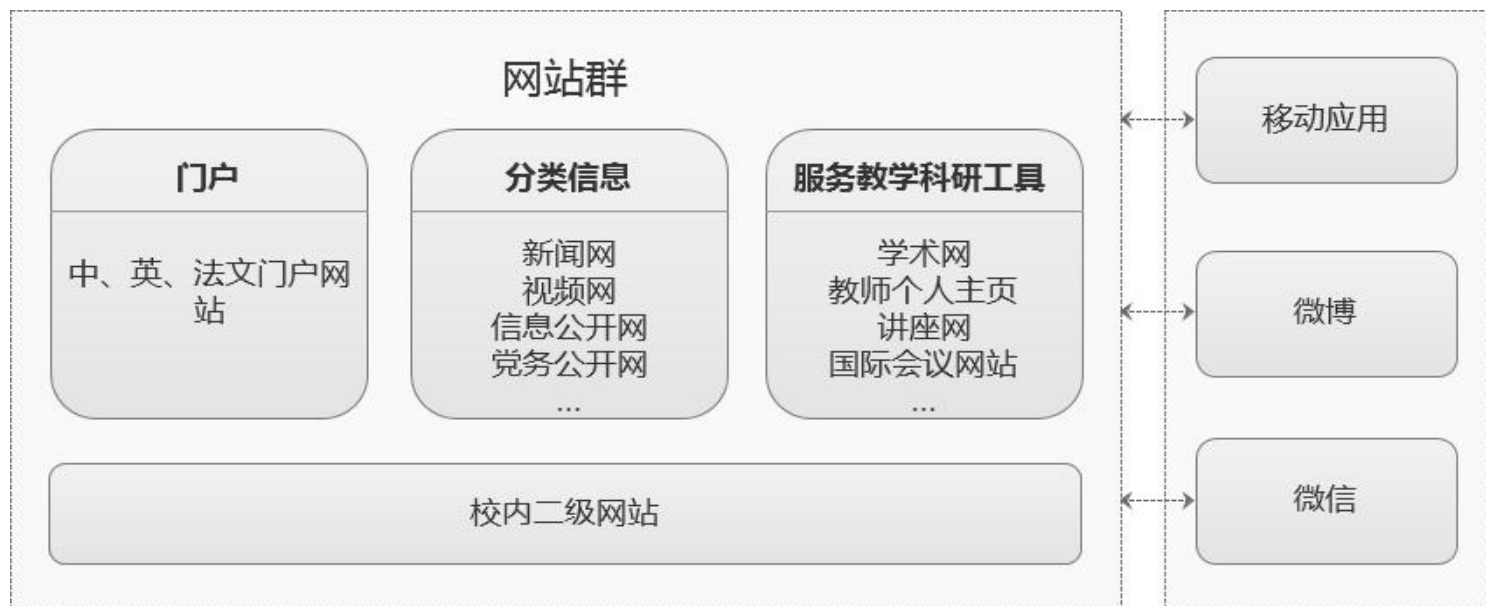 网站群
门户
中、英、法文门户网
站
分类信息
新闻网
视频网
信息公开网
党务公开网
...
服务教学科研工具
学术网
教师个人主页
讲座网
国际会议网站
...
校内二级网站
移动应用
微博
微信